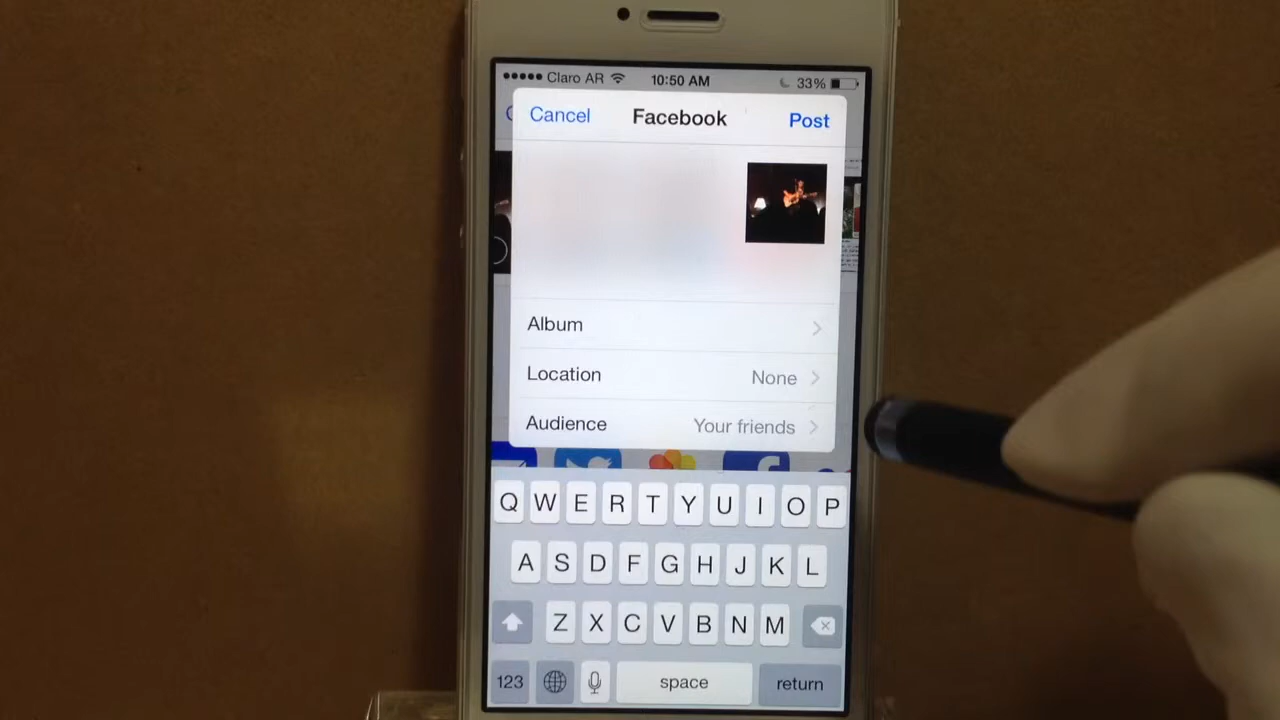 Claro AR 10:50 AM 33%
Cancel Facebook Post
Album
Location None
Audience Your friends
Q W E R T Y U I O P
A S D F G H J K L
Z X C V B N M
123 space return